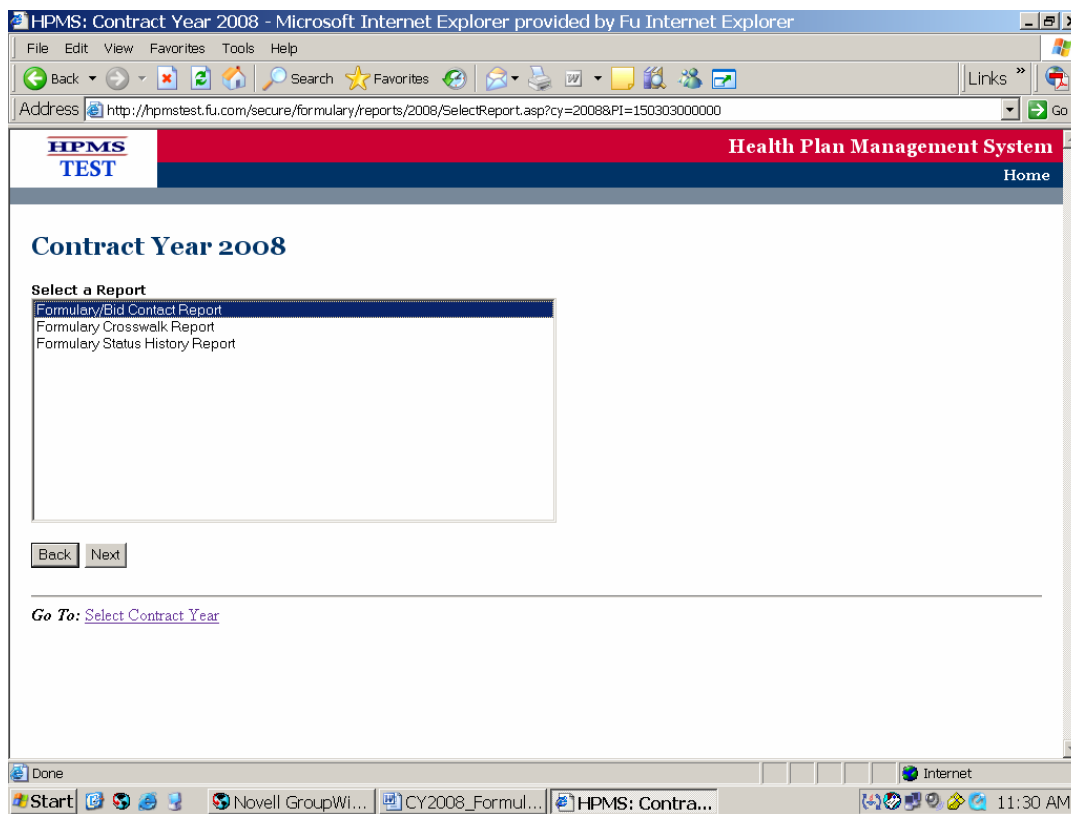 HPMS: Contract Year 2008 - Microsoft Internet Explorer provided by Fu Internet Explorer
File Edit View Favorites Tools Help
Back Search Favorites Links »
Address http://hpmstest.fu.com/secure/formulary/reports/2008/SelectReport.asp?cy=2008&PI=150303000000 Go
HPMS
TEST
Health Plan Management System
Home
Contract Year 2008
Select a Report
Formulary/Bid Contact Report
Formulary Crosswalk Report
Formulary Status History Report
Back Next
Go To: Select Contract Year
Done Internet
Start Novell GroupWi... CY2008_Formul... HPMS: Contra... 11:30 AM